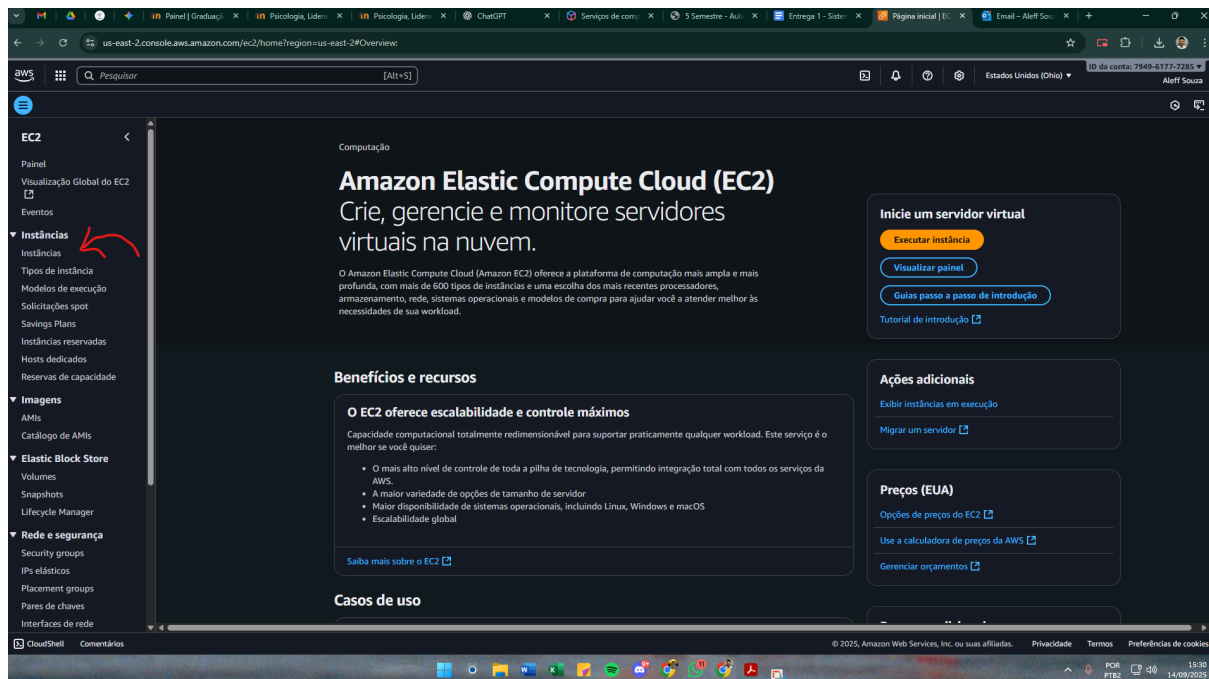 Painel | Graduaçã
Psicologia, Lidera
Psicologia, Lidera
ChatGPT
Serviços de comp
5 Semestre - Aula
Entrega 1 - Sister
Página inicial | EC
Email – Aleff Sou
us-east-2.console.aws.amazon.com/ec2/home?region=us-east-2#Overview:
aws
Pesquisar
[Alt+S]
Estados Unidos (Ohio)
ID da conta: 7949-6177-7285
Aleff Souza
EC2
Painel
Visualização Global do EC2
Eventos
Instâncias
Instâncias
Tipos de instância
Modelos de execução
Solicitações spot
Savings Plans
Instâncias reservadas
Hosts dedicados
Reservas de capacidade
Imagens
AMIs
Catálogo de AMIs
Elastic Block Store
Volumes
Snapshots
Lifecycle Manager
Rede e segurança
Security groups
IPs elásticos
Placement groups
Pares de chaves
Interfaces de rede
Computação
Amazon Elastic Compute Cloud (EC2)
Crie, gerencie e monitore servidores
virtuais na nuvem.
O Amazon Elastic Compute Cloud (Amazon EC2) oferece a plataforma de computação mais ampla e mais
profunda, com mais de 600 tipos de instâncias e uma escolha dos mais recentes processadores,
armazenamento, rede, sistemas operacionais e modelos de compra para ajudar você a atender melhor às
necessidades de sua workload.
Inicie um servidor virtual
Executar instância
Visualizar painel
Guias passo a passo de introdução
Tutorial de introdução
Benefícios e recursos
O EC2 oferece escalabilidade e controle máximos
Capacidade computacional totalmente redimensionável para suportar praticamente qualquer workload. Este serviço é o
melhor se você quiser:
• O mais alto nível de controle de toda a pilha de tecnologia, permitindo integração total com todos os serviços da
AWS.
• A maior variedade de opções de tamanho de servidor
• Maior disponibilidade de sistemas operacionais, incluindo Linux, Windows e macOS
• Escalabilidade global
Saiba mais sobre o EC2
Casos de uso
Ações adicionais
Exibir instâncias em execução
Migrar um servidor
Preços (EUA)
Opções de preços do EC2
Use a calculadora de preços da AWS
Gerenciar orçamentos
CloudShell
Comentários
© 2025, Amazon Web Services, Inc. ou suas afiliadas.
Privacidade
Termos
Preferências de cookies
POR
PTB2
15:30
14/09/2025